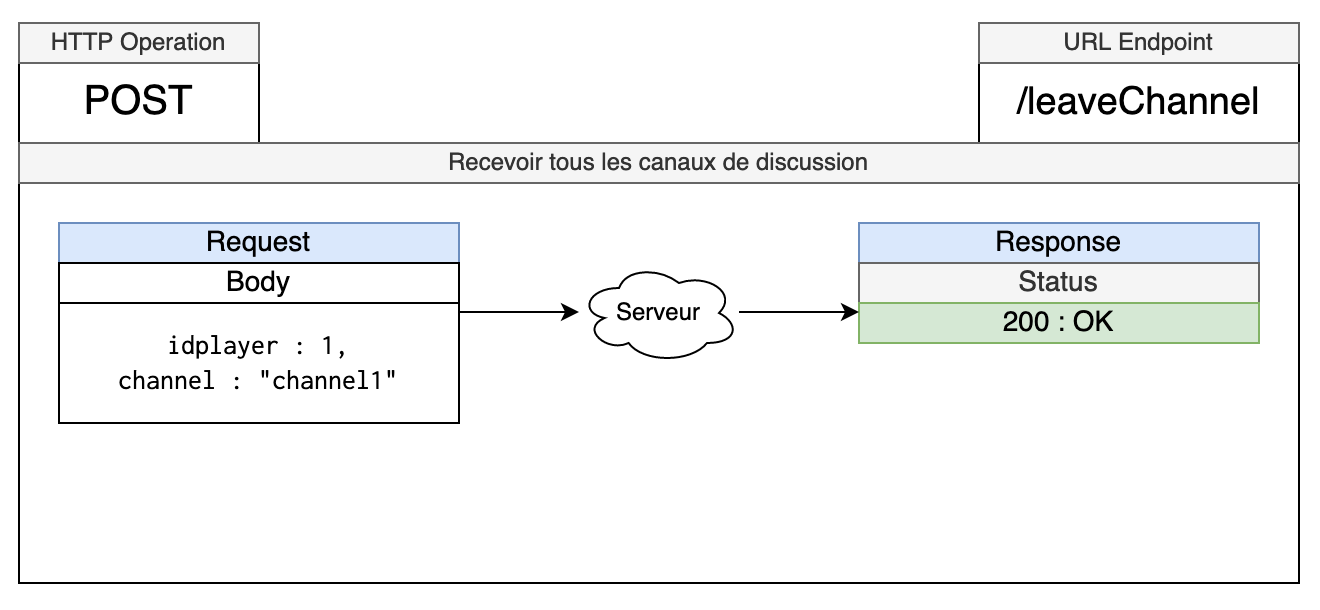 HTTP Operation
URL Endpoint
POST
/leaveChannel
Recevoir tous les canaux de discussion
Request
Body
idplayer : 1,
channel : "channel1"
Serveur
Response
Status
200 : OK